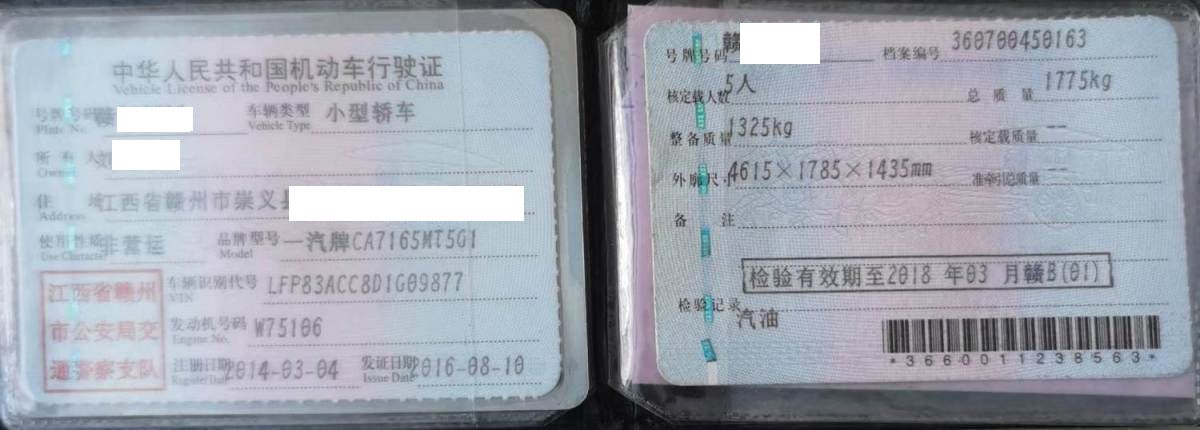 中华人民共和国机动车行驶证
Vehicle License of the People's Republic of China
号牌号码 赣
Plate No.
车辆类型 小型轿车
Vehicle Type
所有人
Owner
住址 江西省赣州市崇义县
Address
使用性质 非营运
Use Character
品牌型号 一汽牌CA7165MT5G1
Model
江西省赣州
市公安局交
通警察支队
车辆识别代号 LFP83ACC8D1G09877
VIN
发动机号码 W75106
Engine No.
注册日期 2014-03-04
Register Date
发证日期 2016-08-10
Issue Date
号牌号码 赣
档案编号 360700450163
核定载人数 5人
总质量 1775kg
整备质量 1325kg
核定载质量 --
外廓尺寸 4615×1785×1435mm
准牵引总质量 --
备注
检验有效期至2018 年03 月赣B(01)
检验记录
汽油
*3660011238563*